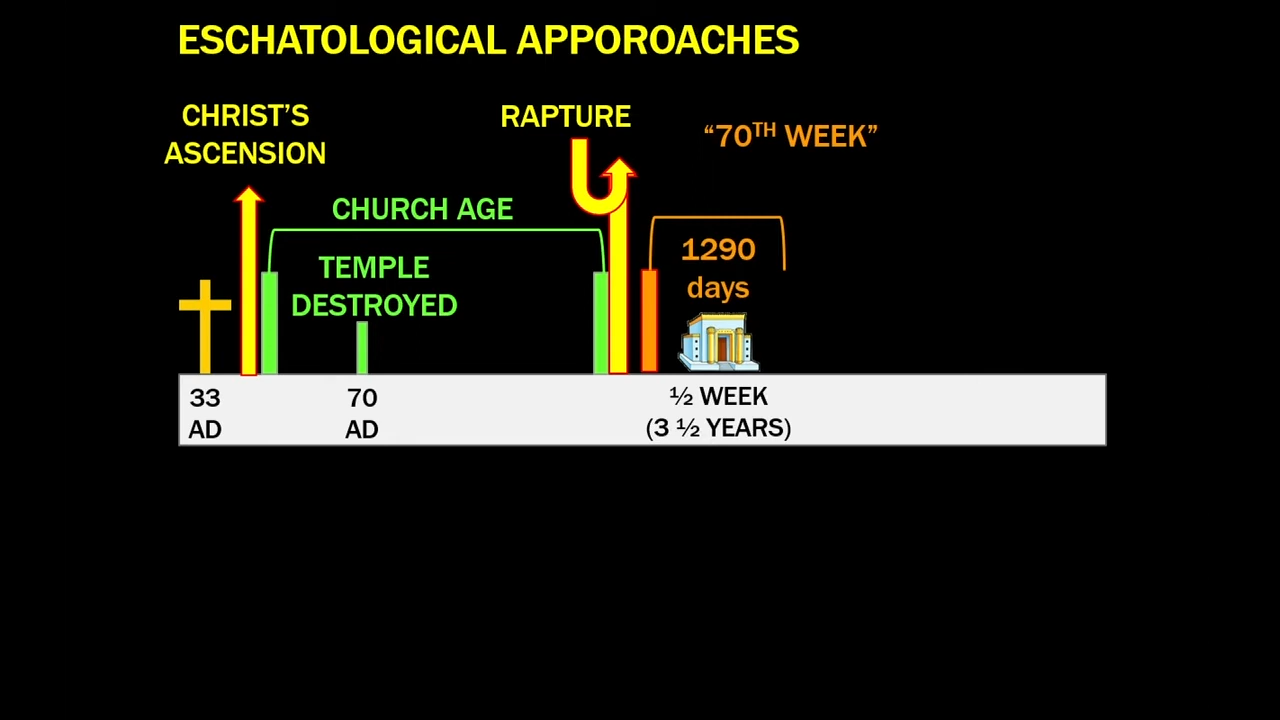 ESCHATOLOGICAL APPOROACHES
CHRIST’S
ASCENSION
RAPTURE
“70TH WEEK”
CHURCH AGE
TEMPLE
DESTROYED
1290
days
33
AD
70
AD
½ WEEK
(3 ½ YEARS)